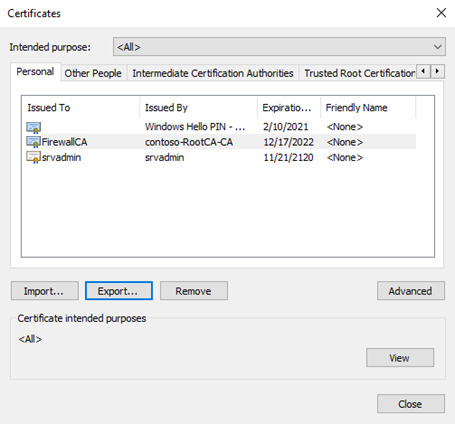 Certificates
Intended purpose: <All>
Personal Other People Intermediate Certification Authorities Trusted Root Certification
Issued To Issued By Expiratio... Friendly Name
Windows Hello PIN - ... 2/10/2021 <None>
FirewallCA contoso-RootCA-CA 12/17/2022 <None>
srvadmin srvadmin 11/21/2120 <None>
Import... Export... Remove Advanced
Certificate intended purposes
<All>
View
Close